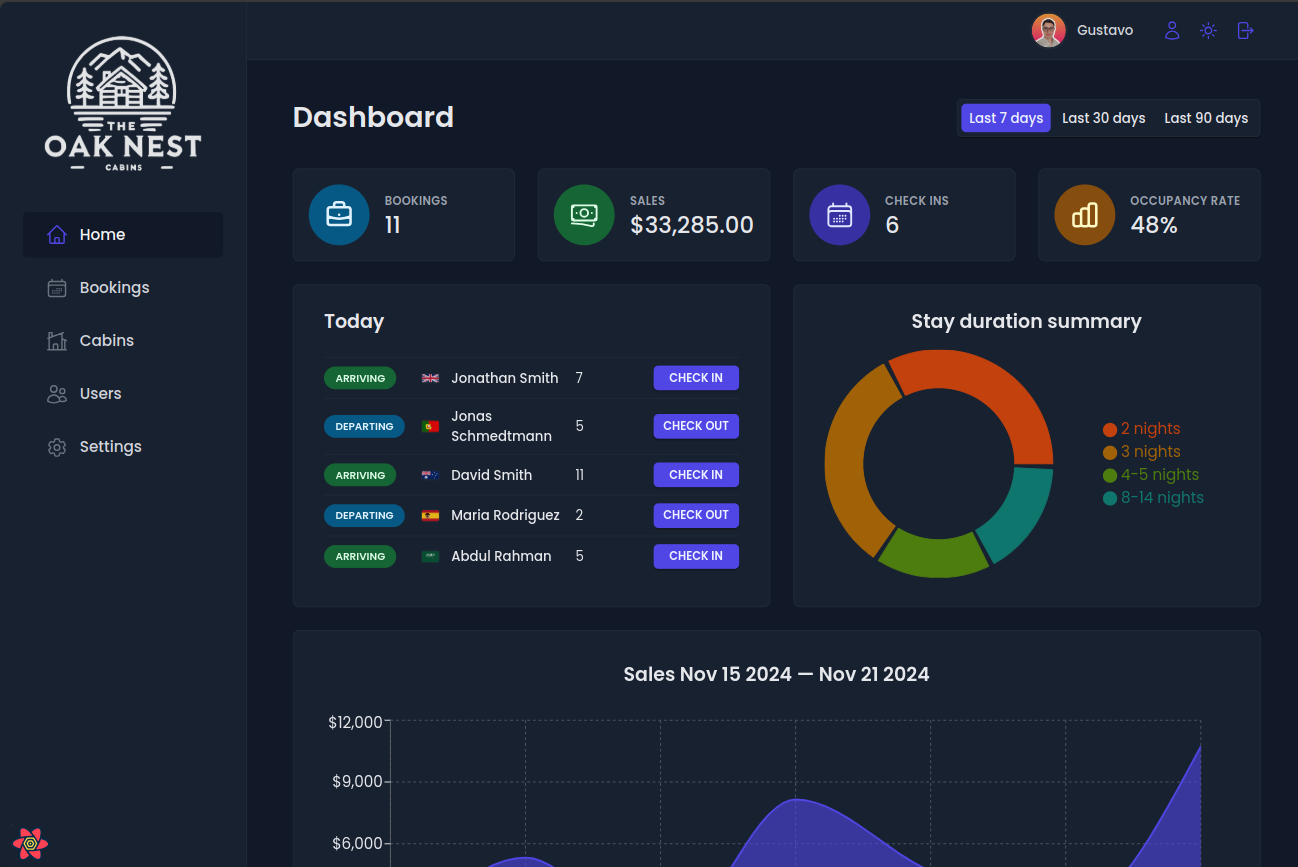 THE
OAK NEST
CABINS
Gustavo
Home
Bookings
Cabins
Users
Settings
Dashboard
Last 7 days Last 30 days Last 90 days
BOOKINGS
11
SALES
$33,285.00
CHECK INS
6
OCCUPANCY RATE
48%
Today
ARRIVING Jonathan Smith 7 CHECK IN
DEPARTING Jonas
Schmedtmann 5 CHECK OUT
ARRIVING David Smith 11 CHECK IN
DEPARTING Maria Rodriguez 2 CHECK OUT
ARRIVING Abdul Rahman 5 CHECK IN
Stay duration summary
2 nights
3 nights
4-5 nights
8-14 nights
Sales Nov 15 2024 — Nov 21 2024
$12,000
$9,000
$6,000